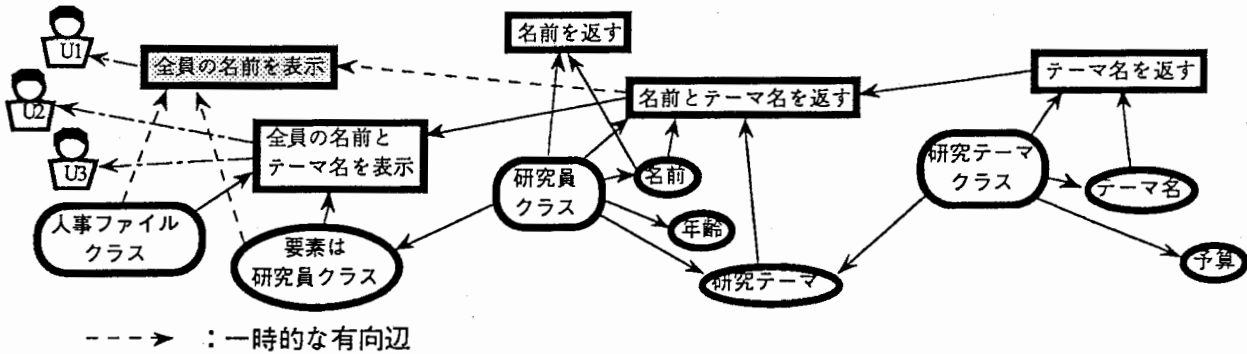 U1
全員の名前を表示
名前を返す
テーマ名を返す
U2
名前とテーマ名を返す
全員の名前と
テーマ名を表示
U3
研究員
クラス
名前
研究テーマ
クラス
テーマ名
人事ファイル
クラス
要素は
研究員クラス
年齢
研究テーマ
予算
：一時的な有向辺